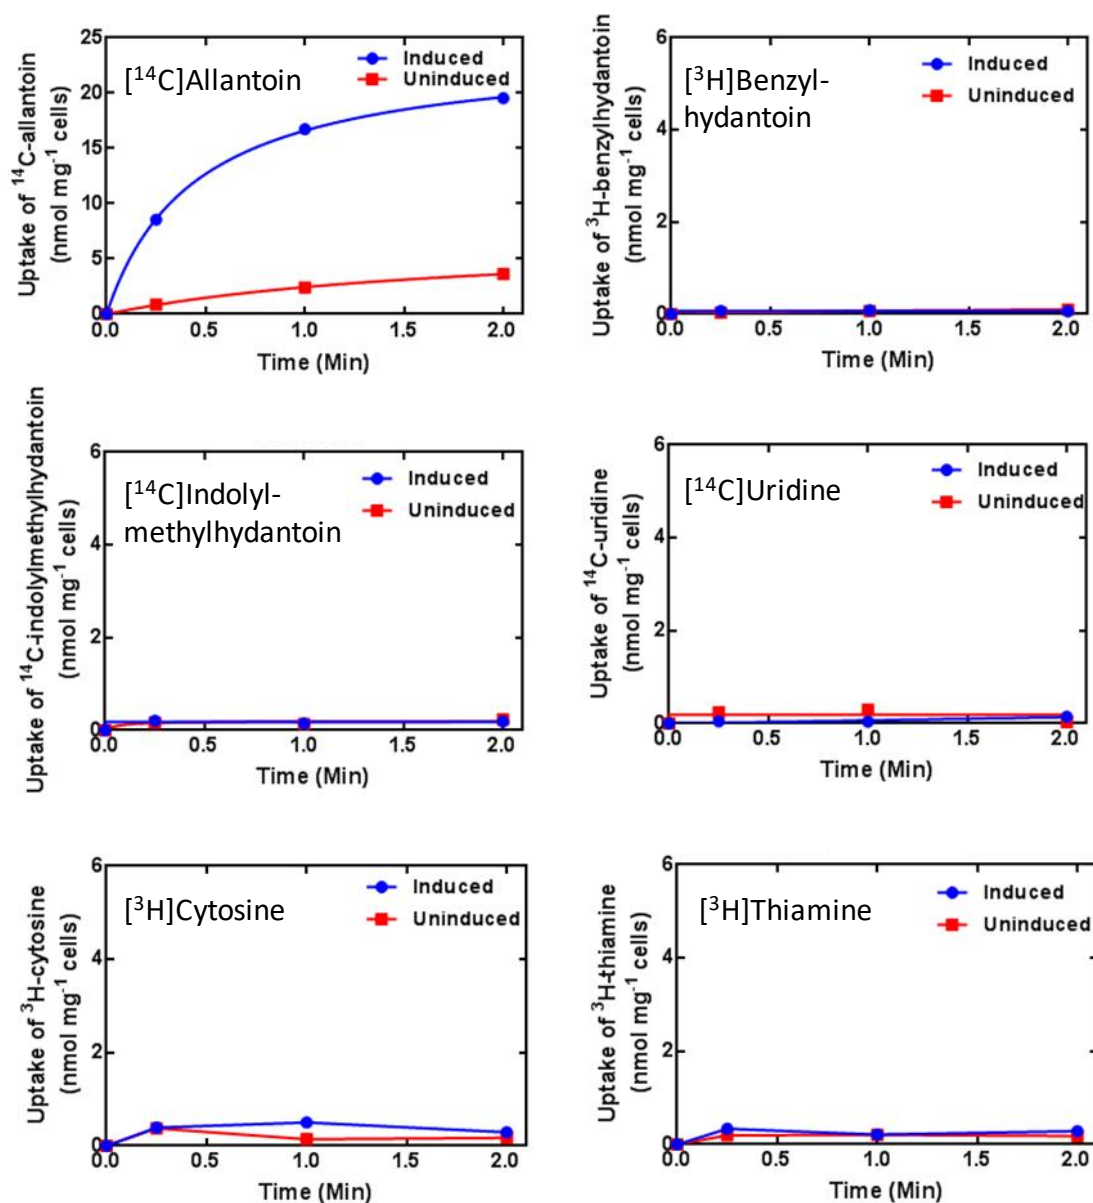 Uptake of ¹⁴C-allantoin
(nmol mg⁻¹ cells)
25
20
15
10
5
0
[¹⁴C]Allantoin
Induced
Uninduced
0.0 0.5 1.0 1.5 2.0
Time (Min)
Uptake of ³H-benzylhydantoin
(nmol mg⁻¹ cells)
6
4
2
0
[³H]Benzyl-
hydantoin
Induced
Uninduced
0.0 0.5 1.0 1.5 2.0
Time (Min)
Uptake of ¹⁴C-indolylmethylhydantoin
(nmol mg⁻¹ cells)
6
4
2
0
[¹⁴C]Indolyl-
methylhydantoin
Induced
Uninduced
0.0 0.5 1.0 1.5 2.0
Time (Min)
Uptake of ¹⁴C-uridine
(nmol mg⁻¹ cells)
6
4
2
0
[¹⁴C]Uridine
Induced
Uninduced
0.0 0.5 1.0 1.5 2.0
Time (Min)
Uptake of ³H-cytosine
(nmol mg⁻¹ cells)
6
4
2
0
[³H]Cytosine
Induced
Uninduced
0.0 0.5 1.0 1.5 2.0
Time (Min)
Uptake of ³H-thiamine
(nmol mg⁻¹ cells)
6
4
2
0
[³H]Thiamine
Induced
Uninduced
0.0 0.5 1.0 1.5 2.0
Time (Min)